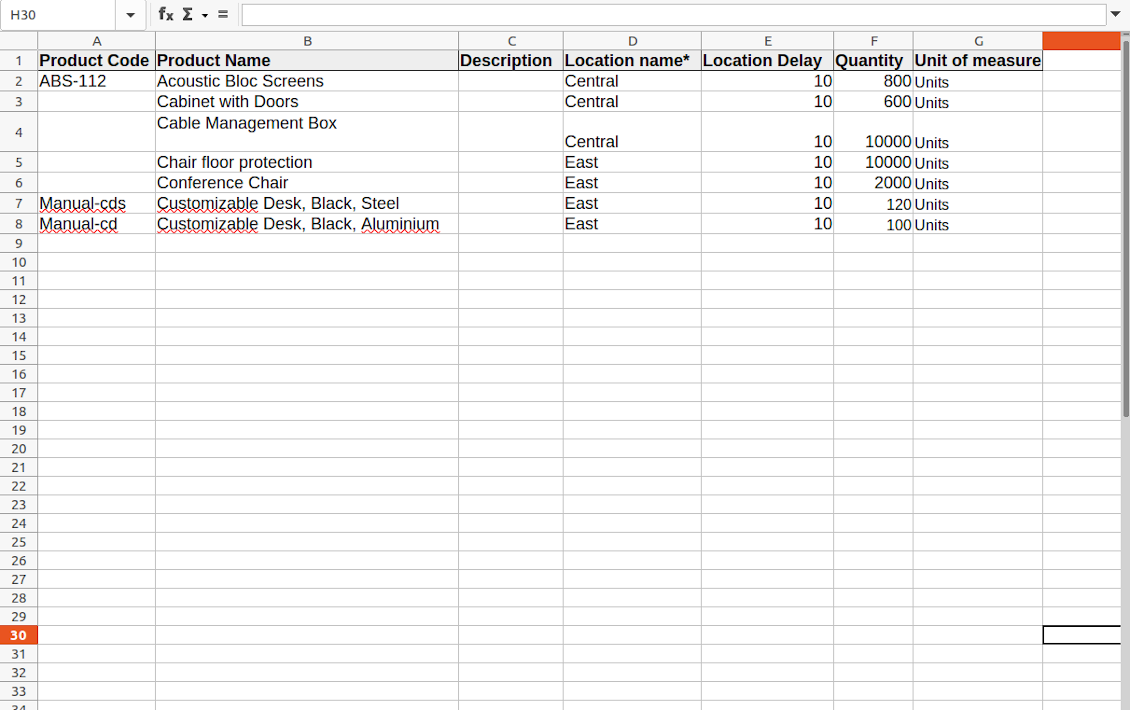 H30 fx Σ =
A B C D E F G
1 Product Code Product Name Description Location name* Location Delay Quantity Unit of measure
2 ABS-112 Acoustic Bloc Screens Central 10 800 Units
3 Cabinet with Doors Central 10 600 Units
4 Cable Management Box Central 10 10000 Units
5 Chair floor protection East 10 10000 Units
6 Conference Chair East 10 2000 Units
7 Manual-cds Customizable Desk, Black, Steel East 10 120 Units
8 Manual-cd Customizable Desk, Black, Aluminium East 10 100 Units
9
10
11
12
13
14
15
16
17
18
19
20
21
22
23
24
25
26
27
28
29
30
31
32
33
34